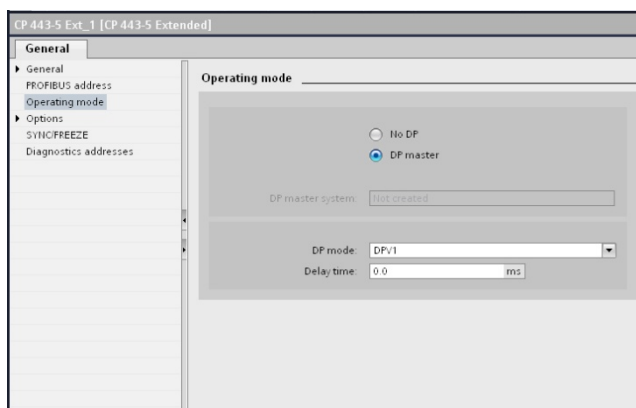 CP 443-5 Ext_1 [CP 443-5 Extended]
General
General
PROFIBUS address
Operating mode
Options
SYNC/FREEZE
Diagnostics addresses
Operating mode
No DP
DP master
DP master system: Not created
DP mode: DPV1
Delay time: 0.0 ms